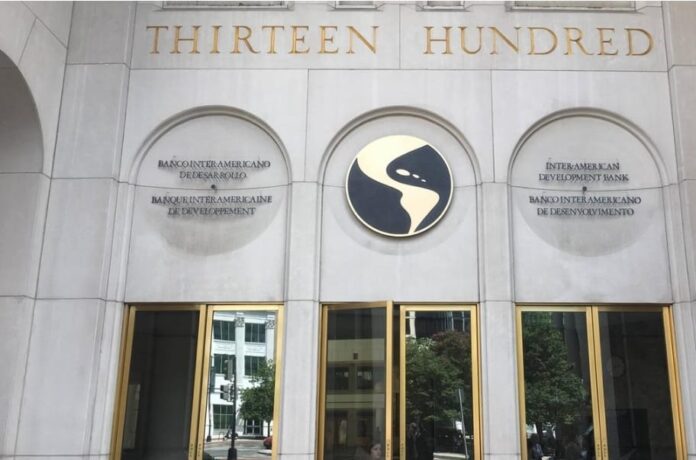 THIRTEEN HUNDRED
BANCO INTERAMERICANO
DE DESARROLLO
BANQUE INTERAMERICAINE
DE DEVELOPPEMENT
INTER-AMERICAN
DEVELOPMENT BANK
BANCO INTERAMERICANO
DE DESENVOLVIMENTO